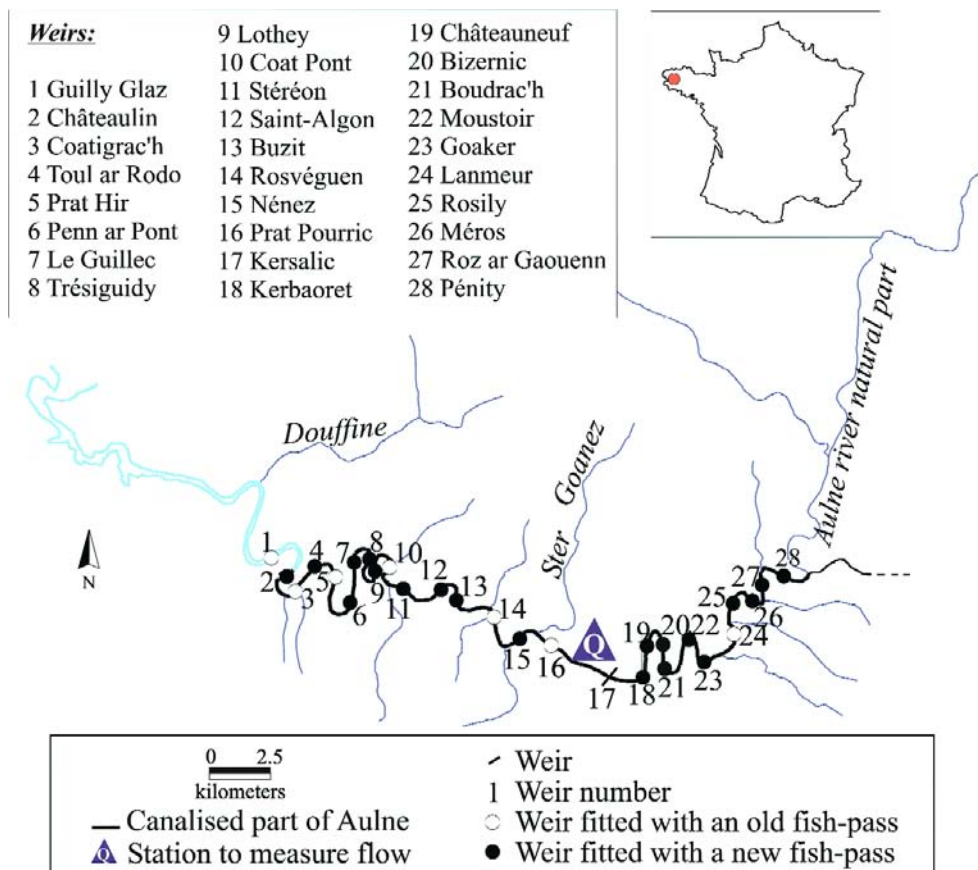 Weirs:
1 Guilly Glaz
2 Châteaulin
3 Coatigrac'h
4 Toul ar Rodo
5 Prat Hir
6 Penn ar Pont
7 Le Guillec
8 Trésiguidy
9 Lothey
10 Coat Pont
11 Stéréon
12 Saint-Algon
13 Buzit
14 Rosvéguen
15 Nénez
16 Prat Pourric
17 Kersalic
18 Kerbaoret
19 Châteauneuf
20 Bizernic
21 Boudrac'h
22 Moustoir
23 Goaker
24 Lanmeur
25 Rosily
26 Méros
27 Roz ar Gaouenn
28 Pénity
Aulne river natural part
Douffine
Ster Goanez
N
1
2
3
4
5
6
7
8
9
10
11
12
13
14
15
16
Q
17
18
19
20
21
22
23
24
25
26
27
28
0 2.5
kilometers
Canalised part of Aulne
Q Station to measure flow
Weir
1 Weir number
Weir fitted with an old fish-pass
Weir fitted with a new fish-pass